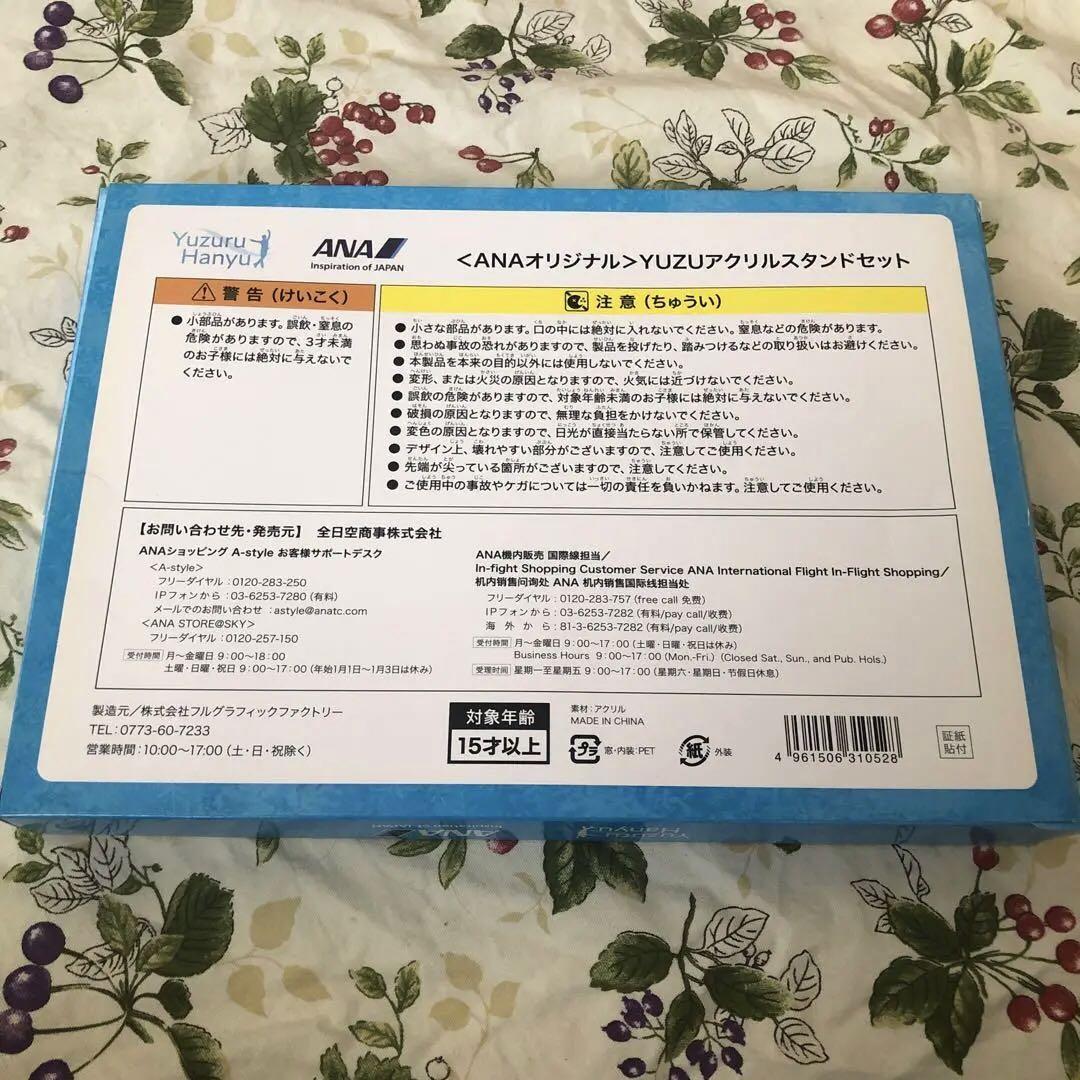 Yuzuru
Hanyu
ANA
Inspiration of JAPAN
<ANAオリジナル>YUZUアクリルスタンドセット
警告(けいこく)
●小部品があります。誤飲・窒息の
危険がありますので、3才未満
のお子様には絶対に与えないで
ください。
注意(ちゅうい)
●小さな部品があります。口の中には絶対に入れないでください。窒息などの危険があります。
●思わぬ事故の恐れがありますので、製品を投げたり、踏みつけるなどの取り扱いはお避けください。
●本製品を本来の目的以外には使用しないでください。
●変形、または火災の原因となりますので、火気には近づけないでください。
●誤飲の危険がありますので、対象年齢未満のお子様には絶対に与えないでください。
●破損の原因となりますので、無理な負担をかけないでください。
●変色の原因となりますので、日光が直接当たらない所で保管してください。
●デザイン上、壊れやすい部分がございますので、注意してご使用ください。
●先端が尖っている箇所がございますので、注意してください。
●ご使用中の事故やケガについては一切の責任を負いかねます。注意してご使用ください。
【お問い合わせ先・発売元】 全日空商事株式会社
ANAショッピング A-style お客様サポートデスク
<A-style>
フリーダイヤル:0120-283-250
IPフォンから:03-6253-7280(有料)
メールでのお問い合わせ:astyle@anatc.com
<ANA STORE@SKY>
フリーダイヤル:0120-257-150
受付時間 月〜金曜日 9:00〜18:00
土曜・日曜・祝日 9:00〜17:00(年始1月1日〜1月3日は休み)
ANA機内販売 国際線担当/
In-fight Shopping Customer Service ANA International Flight In-Flight Shopping/
机内销售问询处 ANA 机内销售国际线担当处
フリーダイヤル:0120-283-757(free call 免费)
IPフォンから:03-6253-7282(有料/pay call/收费)
海外から:81-3-6253-7282(有料/pay call/收费)
受付時間 月〜金曜日 9:00〜17:00(土曜・日曜・祝日は休み)
Business Hours 9:00〜17:00(Mon.-Fri.) (Closed Sat., Sun., and Pub. Hols.)
受理时间 星期一至星期五 9:00〜17:00(星期六・星期日・节假日休息)
製造元/株式会社フルグラフィックファクトリー
TEL:0773-60-7233
営業時間:10:00〜17:00(土・日・祝除く)
対象年齢
15才以上
素材:アクリル
MADE IN CHINA
プラ 窓・内装:PET
紙 外装
4 961506 310528
証紙
貼付
ANA
Inspiration of JAPAN
Yuzuru
Hanyu